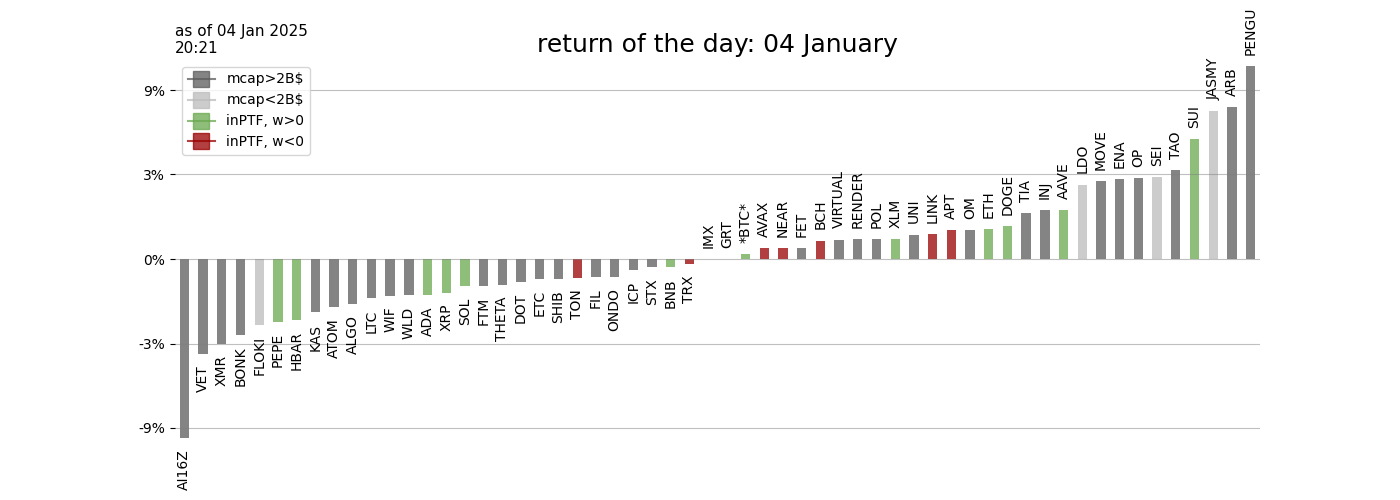 as of 04 Jan 2025
20:21
return of the day: 04 January
mcap>2B$
mcap<2B$
inPTF, w>0
inPTF, w<0
9%
3%
0%
-3%
-9%
AI16Z
VET
XMR
BONK
FLOKI
PEPE
HBAR
KAS
ATOM
ALGO
LTC
WIF
WLD
ADA
XRP
SOL
FTM
THETA
DOT
ETC
SHIB
TON
FIL
ONDO
ICP
STX
BNB
TRX
IMX
GRT
*BTC*
AVAX
NEAR
FET
BCH
VIRTUAL
RENDER
POL
XLM
UNI
LINK
APT
OM
ETH
DOGE
TIA
INJ
AAVE
LDO
MOVE
ENA
OP
SEI
TAO
SUI
JASMY
ARB
PENGU